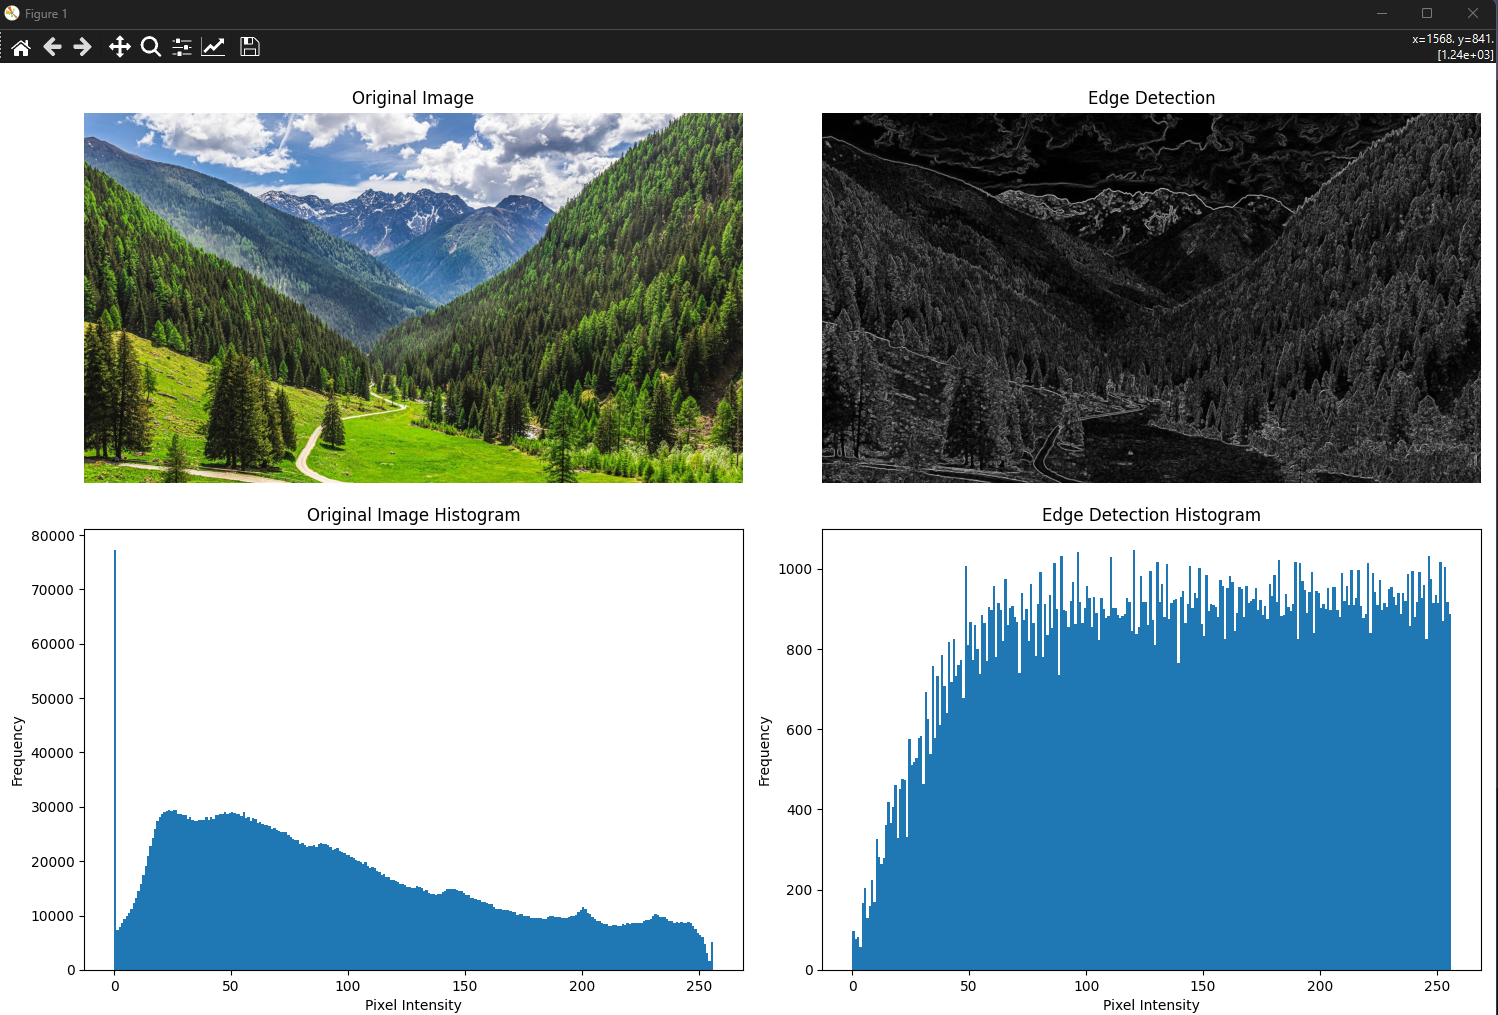 Figure 1
x=1568. y=841.
[1.24e+03]
Original Image
Edge Detection
Original Image Histogram
80000
70000
60000
50000
40000
30000
20000
10000
0
Frequency
0 50 100 150 200 250
Pixel Intensity
Edge Detection Histogram
1000
800
600
400
200
0
Frequency
0 50 100 150 200 250
Pixel Intensity